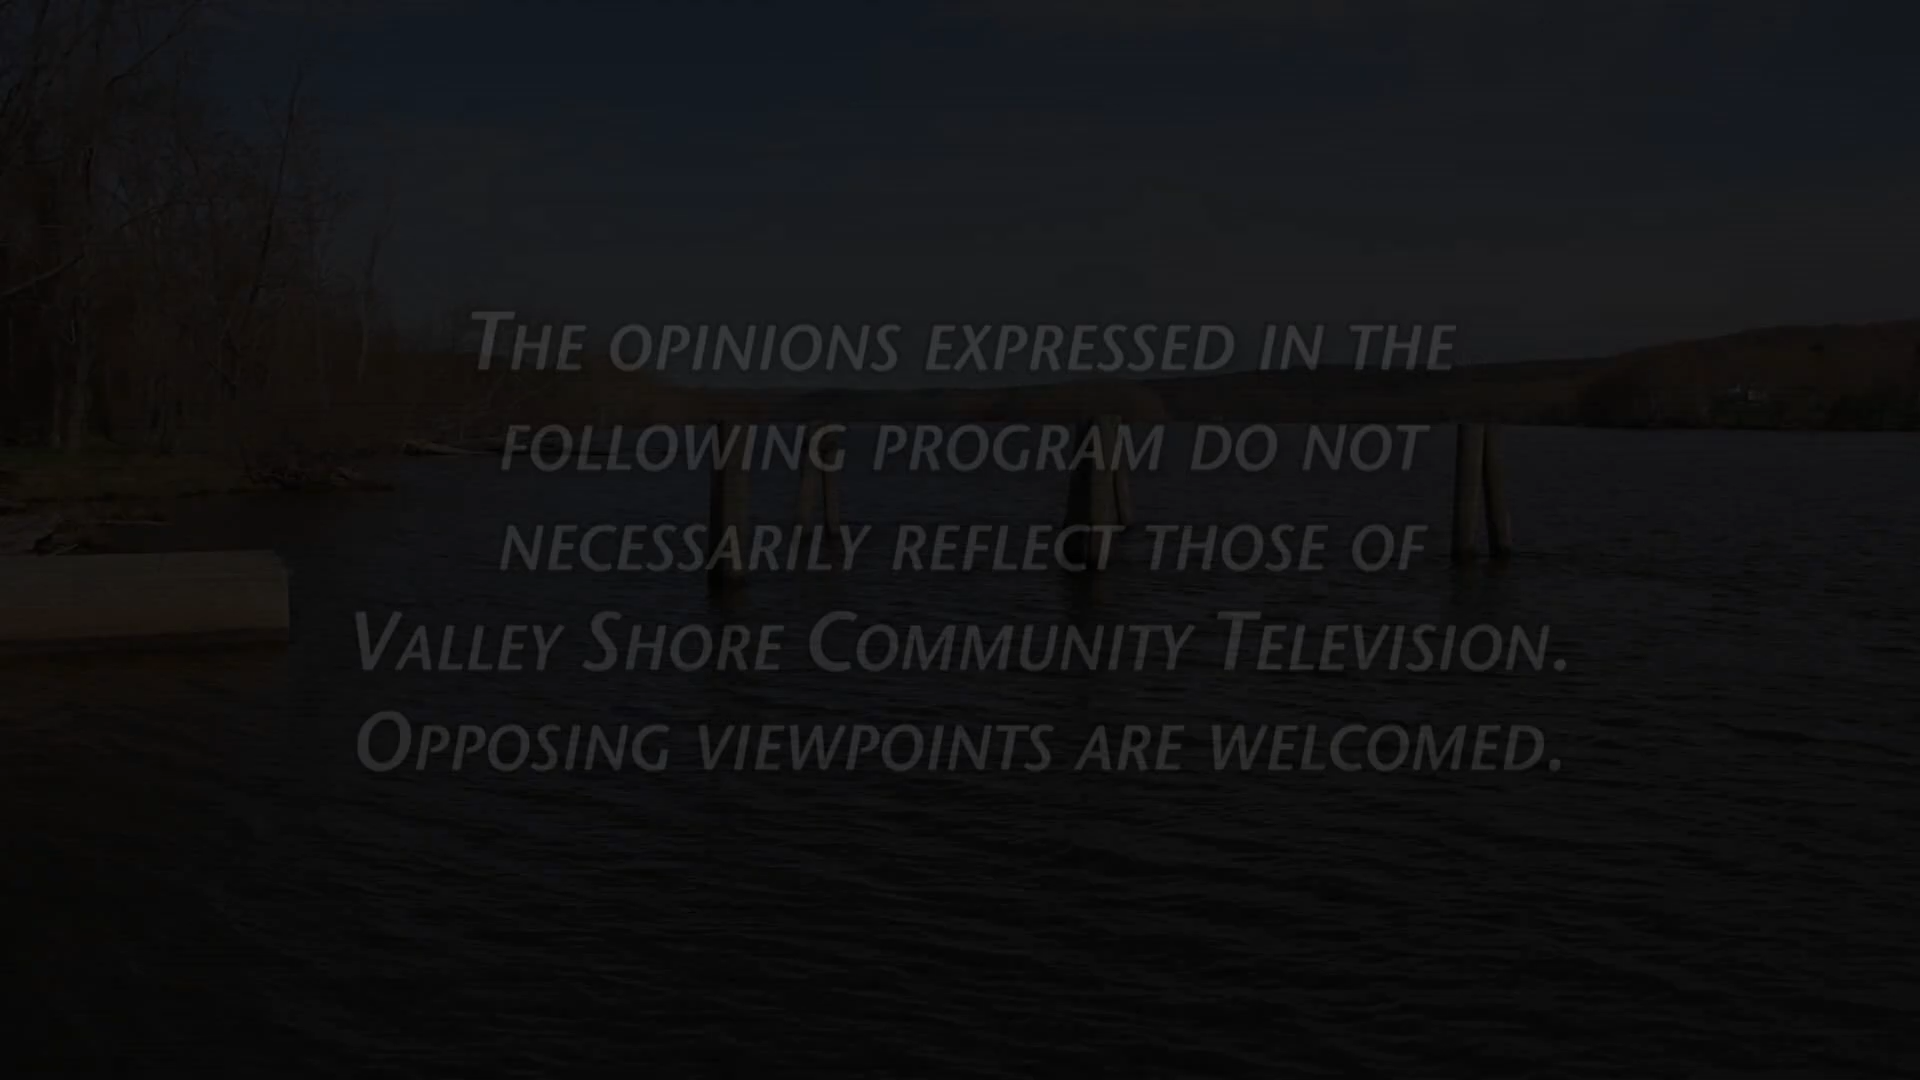 The opinions expressed in the
following program do not
necessarily reflect those of
Valley Shore Community Television.
Opposing viewpoints are welcomed.